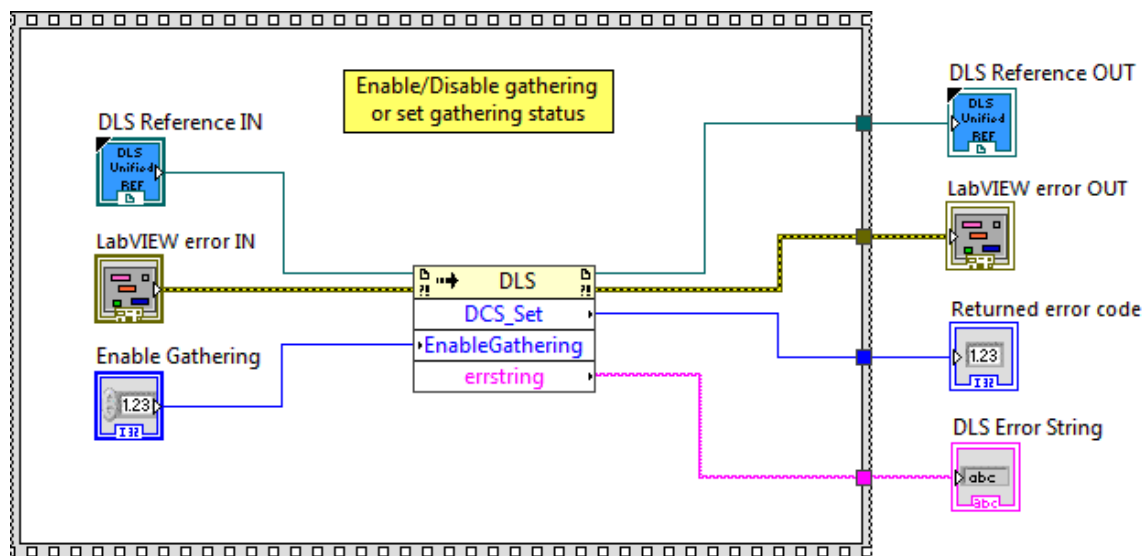 Enable/Disable gathering
or set gathering status
DLS Reference IN
DLS
Unified
REF
LabVIEW error IN
Enable Gathering
1.23
I32
?! DLS ?!
DCS_Set
EnableGathering
errstring
DLS Reference OUT
DLS
Unified
REF
LabVIEW error OUT
Returned error code
1.23
I32
DLS Error String
abc
abc